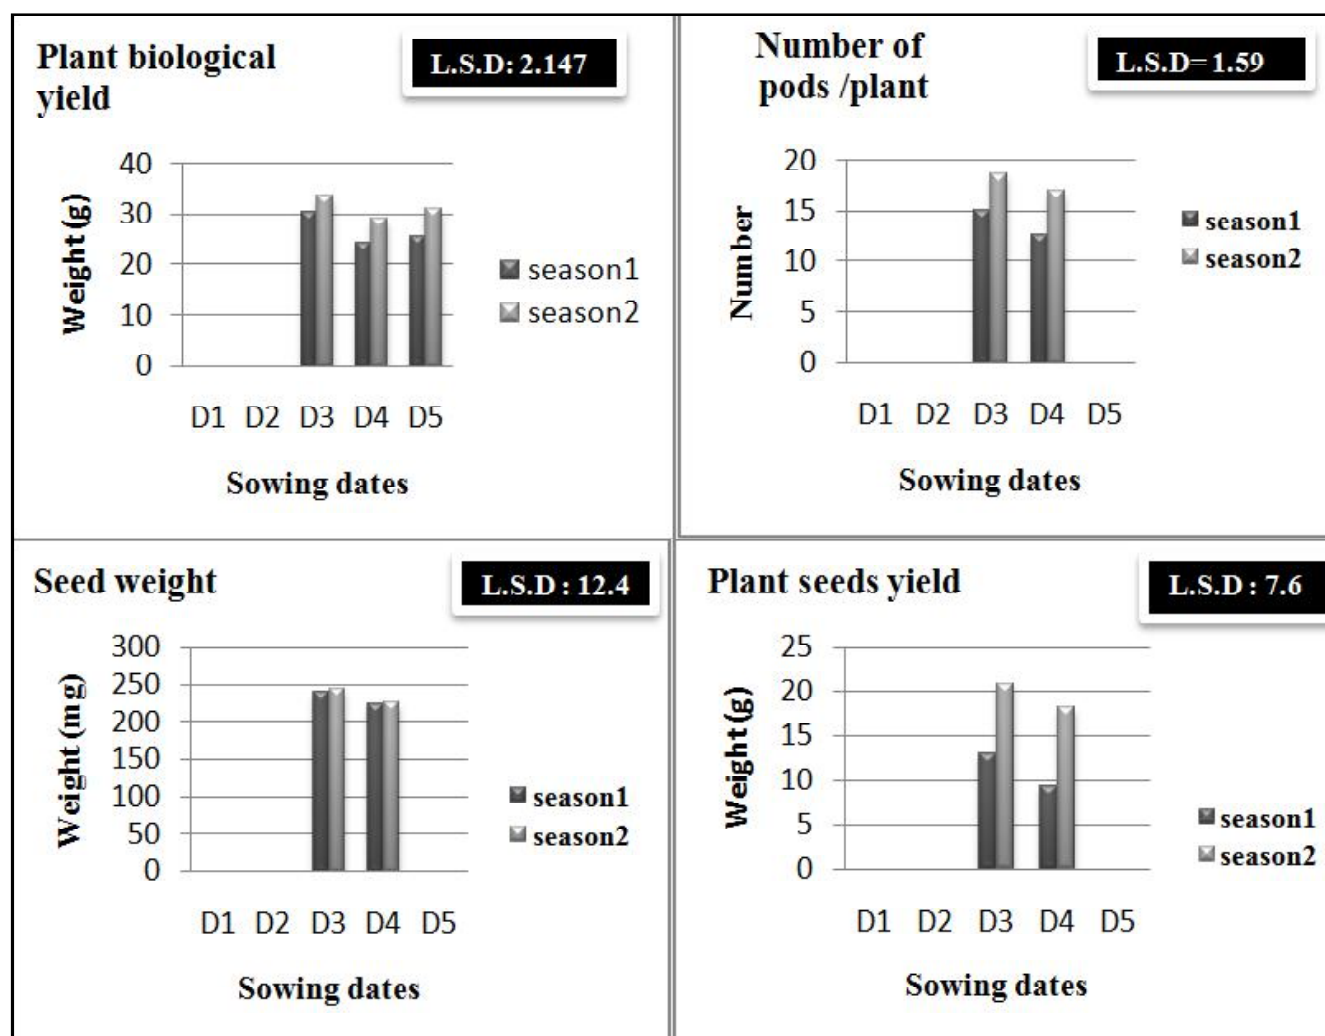 Plant biological
yield
L.S.D: 2.147
Weight (g)
40
30
20
10
0
D1 D2 D3 D4 D5
Sowing dates
season1
season2
Number of
pods /plant
L.S.D= 1.59
Number
20
15
10
5
0
D1 D2 D3 D4 D5
Sowing dates
season1
season2
Seed weight
L.S.D : 12.4
Weight (mg)
300
250
200
150
100
50
0
D1 D2 D3 D4 D5
Sowing dates
season1
season2
Plant seeds yield
L.S.D : 7.6
Weight (g)
25
20
15
10
5
0
D1 D2 D3 D4 D5
Sowing dates
season1
season2